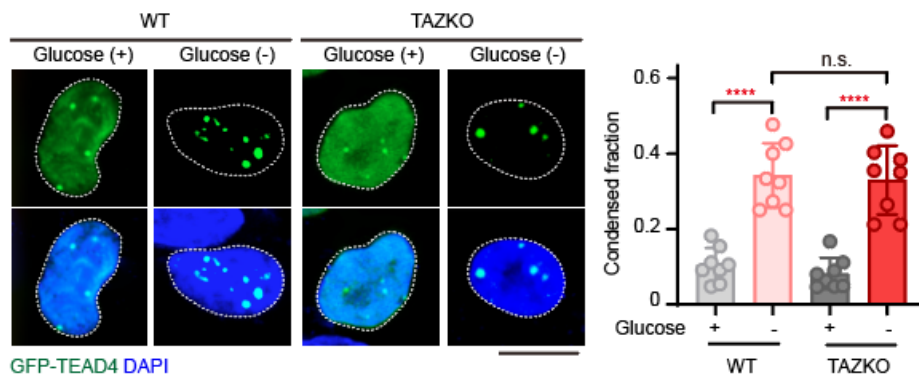 WT TAZKO
Glucose (+) Glucose (-) Glucose (+) Glucose (-)
GFP-TEAD4 DAPI
n.s.
**** ****
Condensed fraction
0.6
0.4
0.2
0
Glucose + - + -
WT TAZKO